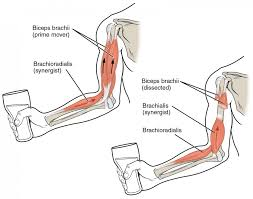 Biceps brachii
(prime mover)
Brachioradialis
(synergist)
Biceps brachii
(dissected)
Brachialis
(synergist)
Brachioradialis